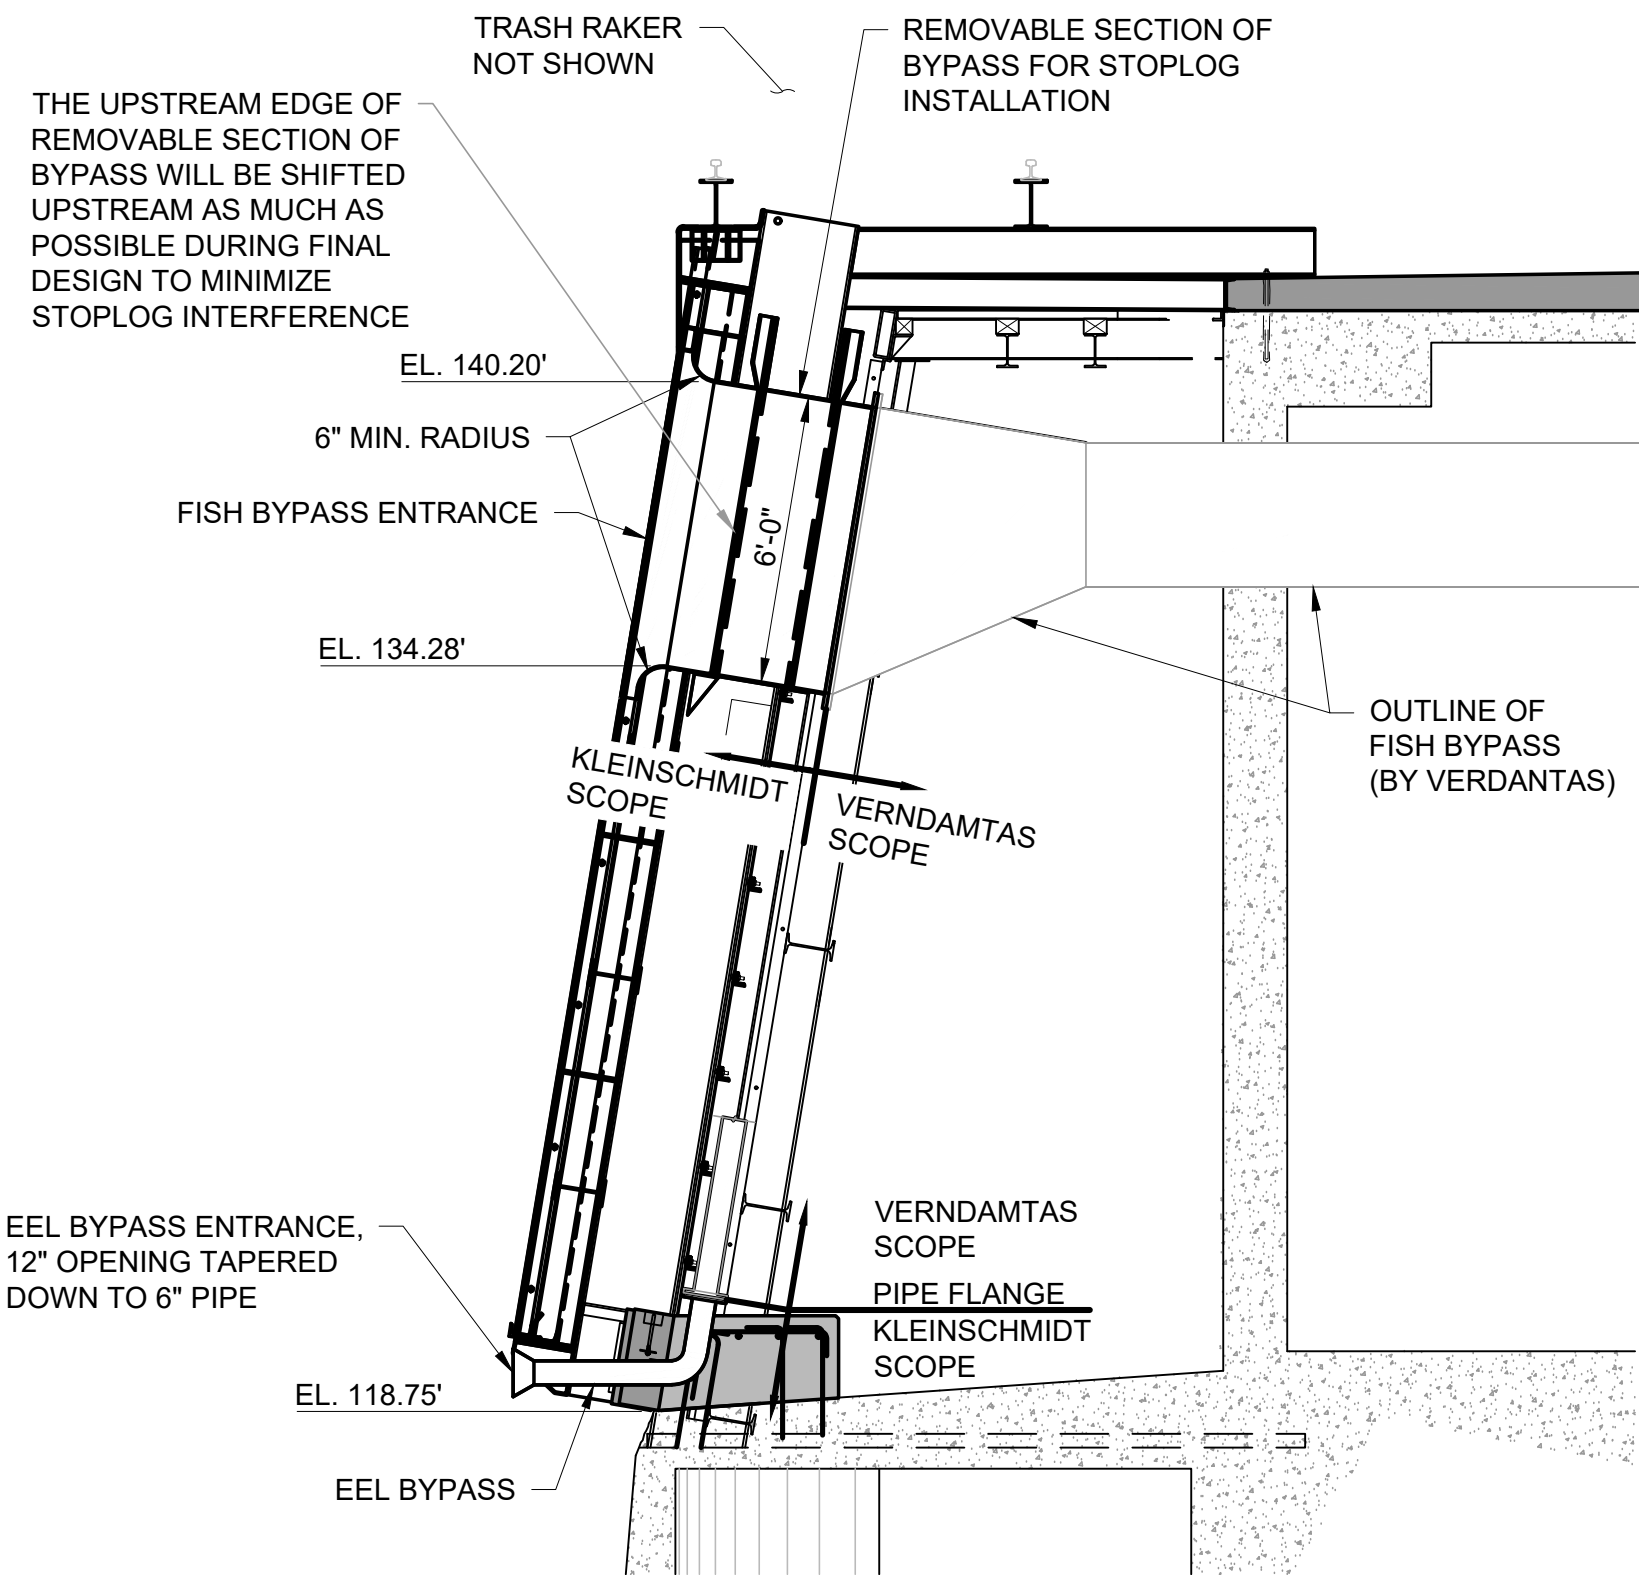 TRASH RAKER
NOT SHOWN
REMOVABLE SECTION OF
BYPASS FOR STOPLOG
INSTALLATION
THE UPSTREAM EDGE OF
REMOVABLE SECTION OF
BYPASS WILL BE SHIFTED
UPSTREAM AS MUCH AS
POSSIBLE DURING FINAL
DESIGN TO MINIMIZE
STOPLOG INTERFERENCE
EL. 140.20'
6" MIN. RADIUS
FISH BYPASS ENTRANCE
6'-0"
EL. 134.28'
OUTLINE OF
FISH BYPASS
(BY VERDANTAS)
KLEINSCHMIDT
SCOPE
VERNDAMTAS
SCOPE
EEL BYPASS ENTRANCE,
12" OPENING TAPERED
DOWN TO 6" PIPE
VERNDAMTAS
SCOPE
PIPE FLANGE
KLEINSCHMIDT
SCOPE
EL. 118.75'
EEL BYPASS